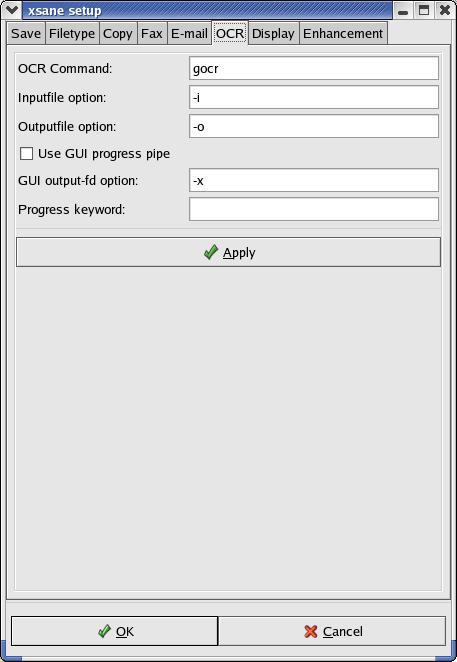 xsane setup
Save Filetype Copy Fax E-mail OCR Display Enhancement
OCR Command: gocr
Inputfile option: -i
Outputfile option: -o
Use GUI progress pipe
GUI output-fd option: -x
Progress keyword:
Apply
OK Cancel